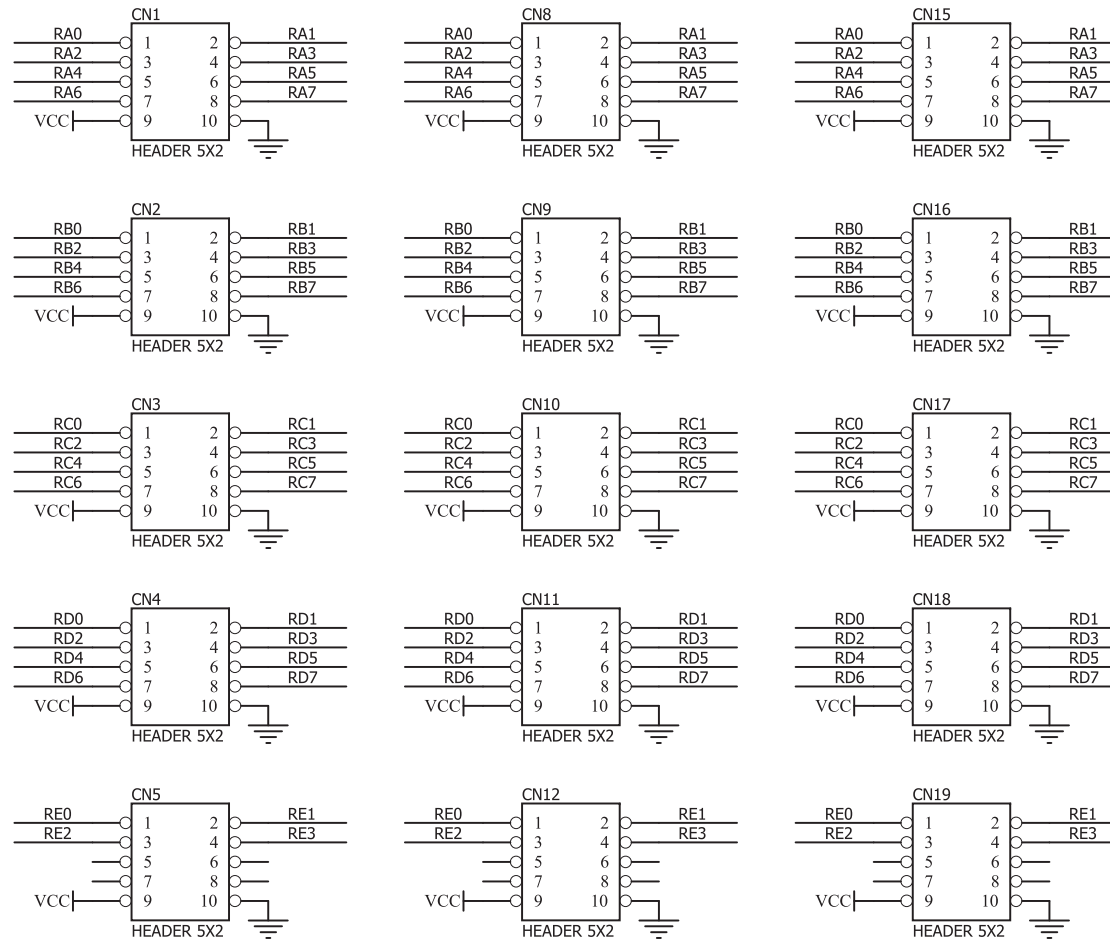 CN1 CN8 CN15
RA0 1 2 RA1 RA0 1 2 RA1 RA0 1 2 RA1
RA2 3 4 RA3 RA2 3 4 RA3 RA2 3 4 RA3
RA4 5 6 RA5 RA4 5 6 RA5 RA4 5 6 RA5
RA6 7 8 RA7 RA6 7 8 RA7 RA6 7 8 RA7
VCC 9 10 VCC 9 10 VCC 9 10
HEADER 5X2 HEADER 5X2 HEADER 5X2
CN2 CN9 CN16
RB0 1 2 RB1 RB0 1 2 RB1 RB0 1 2 RB1
RB2 3 4 RB3 RB2 3 4 RB3 RB2 3 4 RB3
RB4 5 6 RB5 RB4 5 6 RB5 RB4 5 6 RB5
RB6 7 8 RB7 RB6 7 8 RB7 RB6 7 8 RB7
VCC 9 10 VCC 9 10 VCC 9 10
HEADER 5X2 HEADER 5X2 HEADER 5X2
CN3 CN10 CN17
RC0 1 2 RC1 RC0 1 2 RC1 RC0 1 2 RC1
RC2 3 4 RC3 RC2 3 4 RC3 RC2 3 4 RC3
RC4 5 6 RC5 RC4 5 6 RC5 RC4 5 6 RC5
RC6 7 8 RC7 RC6 7 8 RC7 RC6 7 8 RC7
VCC 9 10 VCC 9 10 VCC 9 10
HEADER 5X2 HEADER 5X2 HEADER 5X2
CN4 CN11 CN18
RD0 1 2 RD1 RD0 1 2 RD1 RD0 1 2 RD1
RD2 3 4 RD3 RD2 3 4 RD3 RD2 3 4 RD3
RD4 5 6 RD5 RD4 5 6 RD5 RD4 5 6 RD5
RD6 7 8 RD7 RD6 7 8 RD7 RD6 7 8 RD7
VCC 9 10 VCC 9 10 VCC 9 10
HEADER 5X2 HEADER 5X2 HEADER 5X2
CN5 CN12 CN19
RE0 1 2 RE1 RE0 1 2 RE1 RE0 1 2 RE1
RE2 3 4 RE3 RE2 3 4 RE3 RE2 3 4 RE3
5 6 5 6 5 6
7 8 7 8 7 8
VCC 9 10 VCC 9 10 VCC 9 10
HEADER 5X2 HEADER 5X2 HEADER 5X2